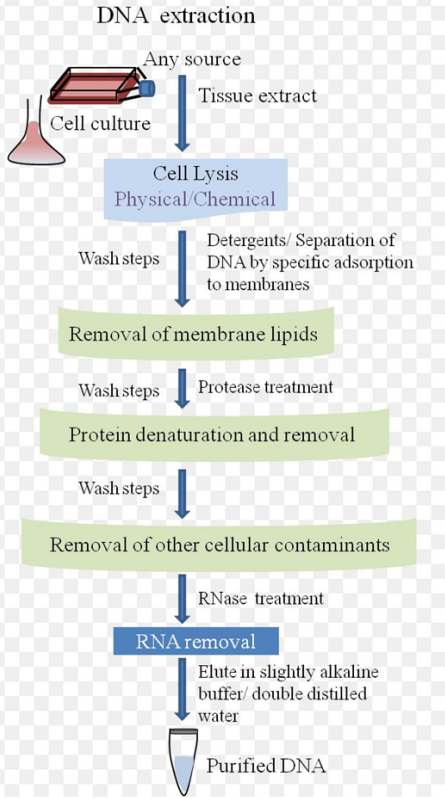 DNA extraction
Any source
Tissue extract
Cell culture
Cell Lysis
Physical/Chemical
Wash steps
Detergents/ Separation of
DNA by specific adsorption
to membranes
Removal of membrane lipids
Wash steps
Protease treatment
Protein denaturation and removal
Wash steps
Removal of other cellular contaminants
RNase treatment
RNA removal
Elute in slightly alkaline
buffer/ double distilled
water
Purified DNA